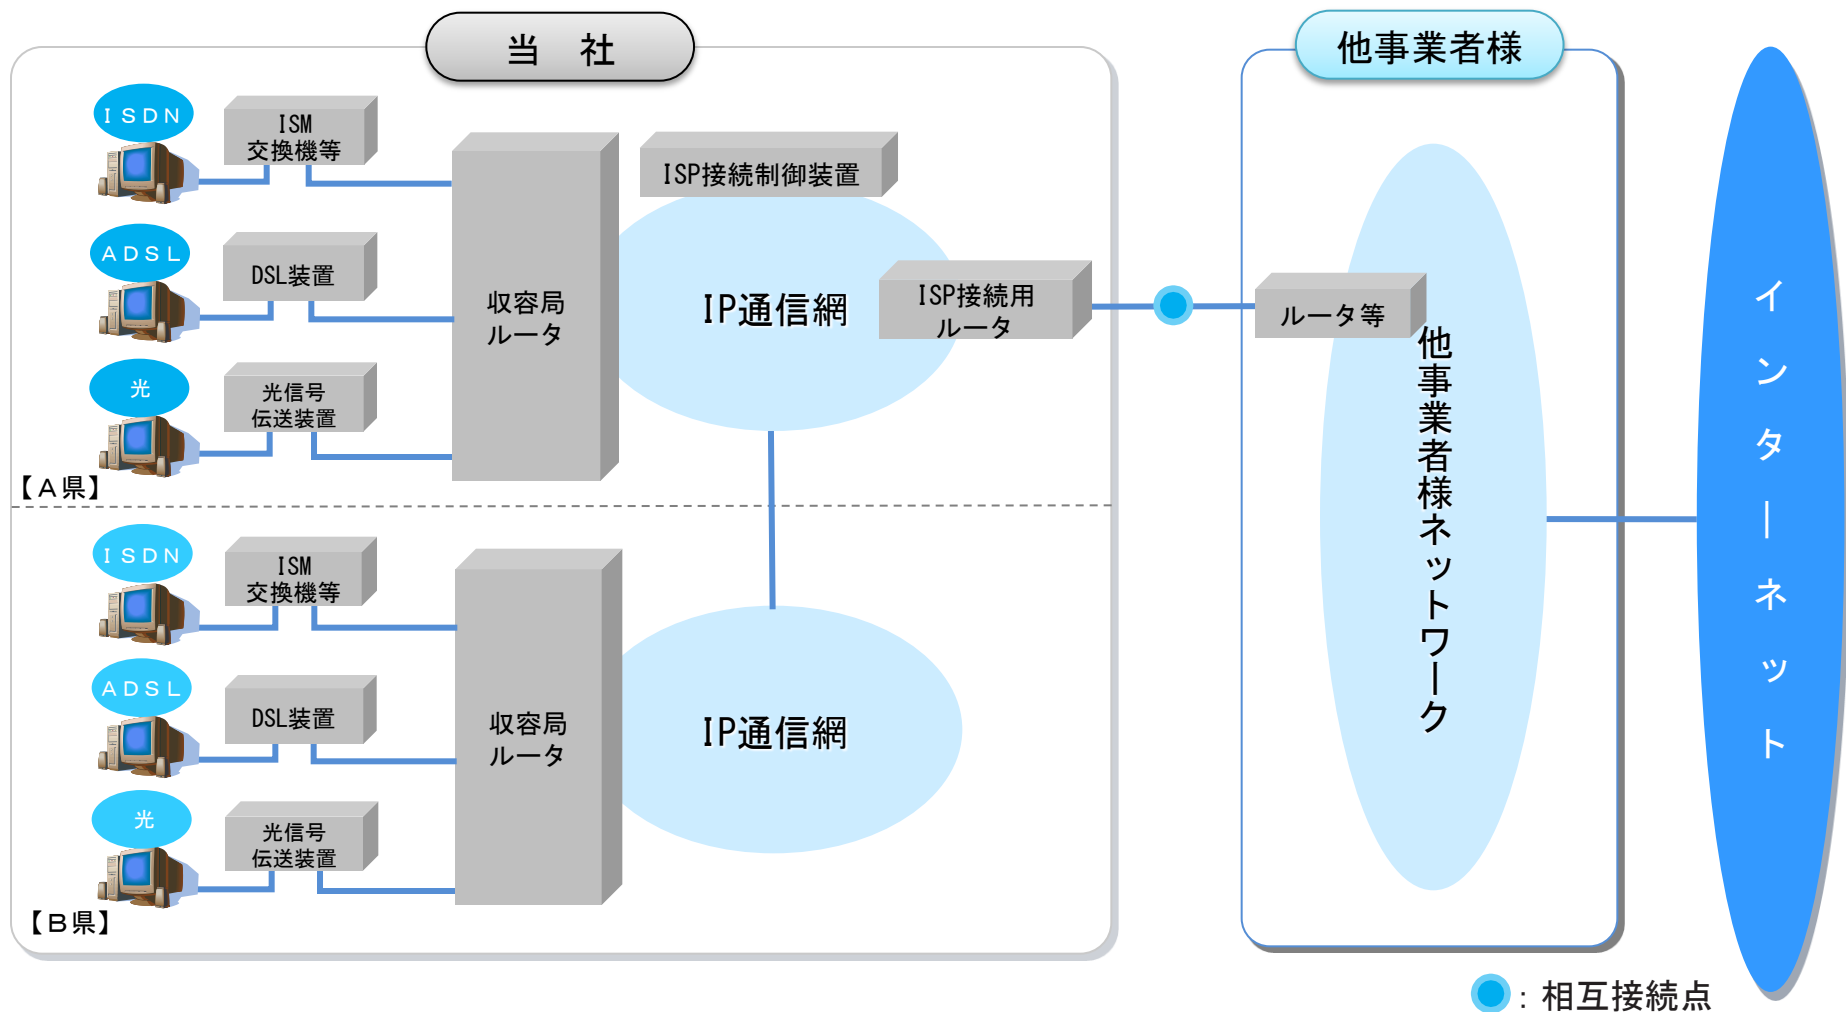 当　社
他事業者様
ＩＳＤＮ
ISM
交換機等
ISP接続制御装置
ＡＤＳＬ
DSL装置
収容局
ルータ
IP通信網
ISP接続用
ルータ
ルータ等
光
光信号
伝送装置
【Ａ県】
他事業者様ネットワーク
インターネット
ＩＳＤＮ
ISM
交換機等
ＡＤＳＬ
DSL装置
収容局
ルータ
IP通信網
光
光信号
伝送装置
【Ｂ県】
：相互接続点